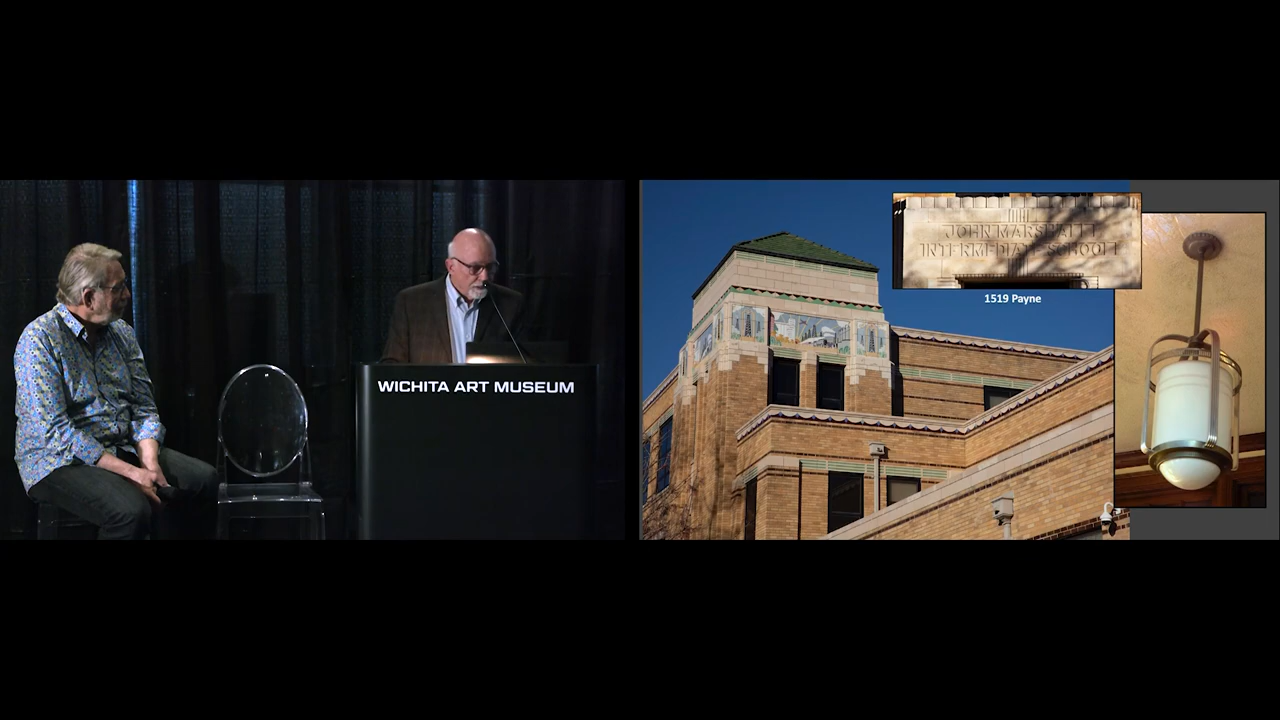 WICHITA ART MUSEUM
JOHN MARSHALL
INTERMEDIATE SCHOOL
1519 Payne